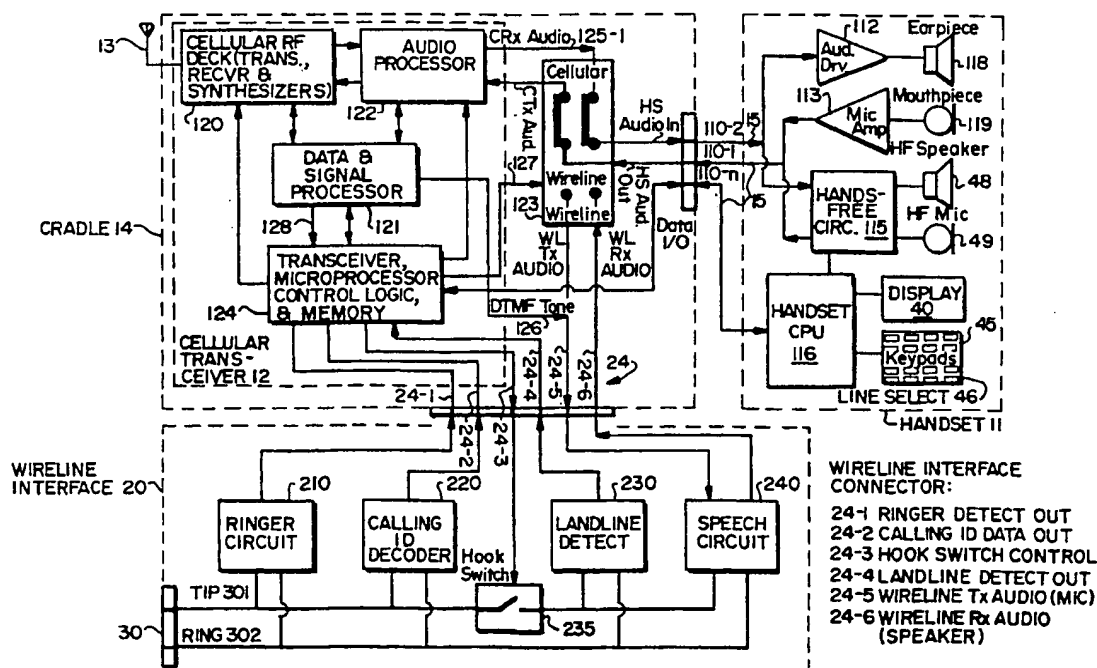 13
CELLULAR RF
DECK (TRANS.,
RECVR &
SYNTHESIZERS)
120
AUDIO
PROCESSOR
122
CRx Audio
125-1
CTx Aud.
DATA &
SIGNAL
PROCESSOR
121
128
127
TRANSCEIVER,
MICROPROCESSOR
CONTROL LOGIC,
& MEMORY
124
CRADLE 14
CELLULAR
TRANS-
CEIVER 12
Cellular
Wireline
Wireline
123
HS
Audio In
HS Aud.
Out
WL
Tx
AUDIO
WL
Rx
AUDIO
Data
I/O
DTMF Tone
126
110-2
110-1
110-n
15
15
112
Aud.
Drv
Earpiece
118
113
Mic
Amp
Mouthpiece
119
HF Speaker
48
HANDS-
FREE
CIRC. 115
HF Mic
49
HANDSET
CPU
116
DISPLAY
40
45
Keypads
LINE SELECT 46
HANDSET 11
24-1
24-2
24-3
24-4
24-5
24-6
24
WIRELINE
INTERFACE 20
210
RINGER
CIRCUIT
220
CALLING
ID
DECODER
Hook
Switch
235
230
LANDLINE
DETECT
240
SPEECH
CIRCUIT
30
TIP 301
RING 302
WIRELINE INTERFACE
CONNECTOR:
24-1 RINGER DETECT OUT
24-2 CALLING ID DATA OUT
24-3 HOOK SWITCH CONTROL
24-4 LANDLINE DETECT OUT
24-5 WIRELINE Tx AUDIO (MIC)
24-6 WIRELINE Rx AUDIO
(SPEAKER)